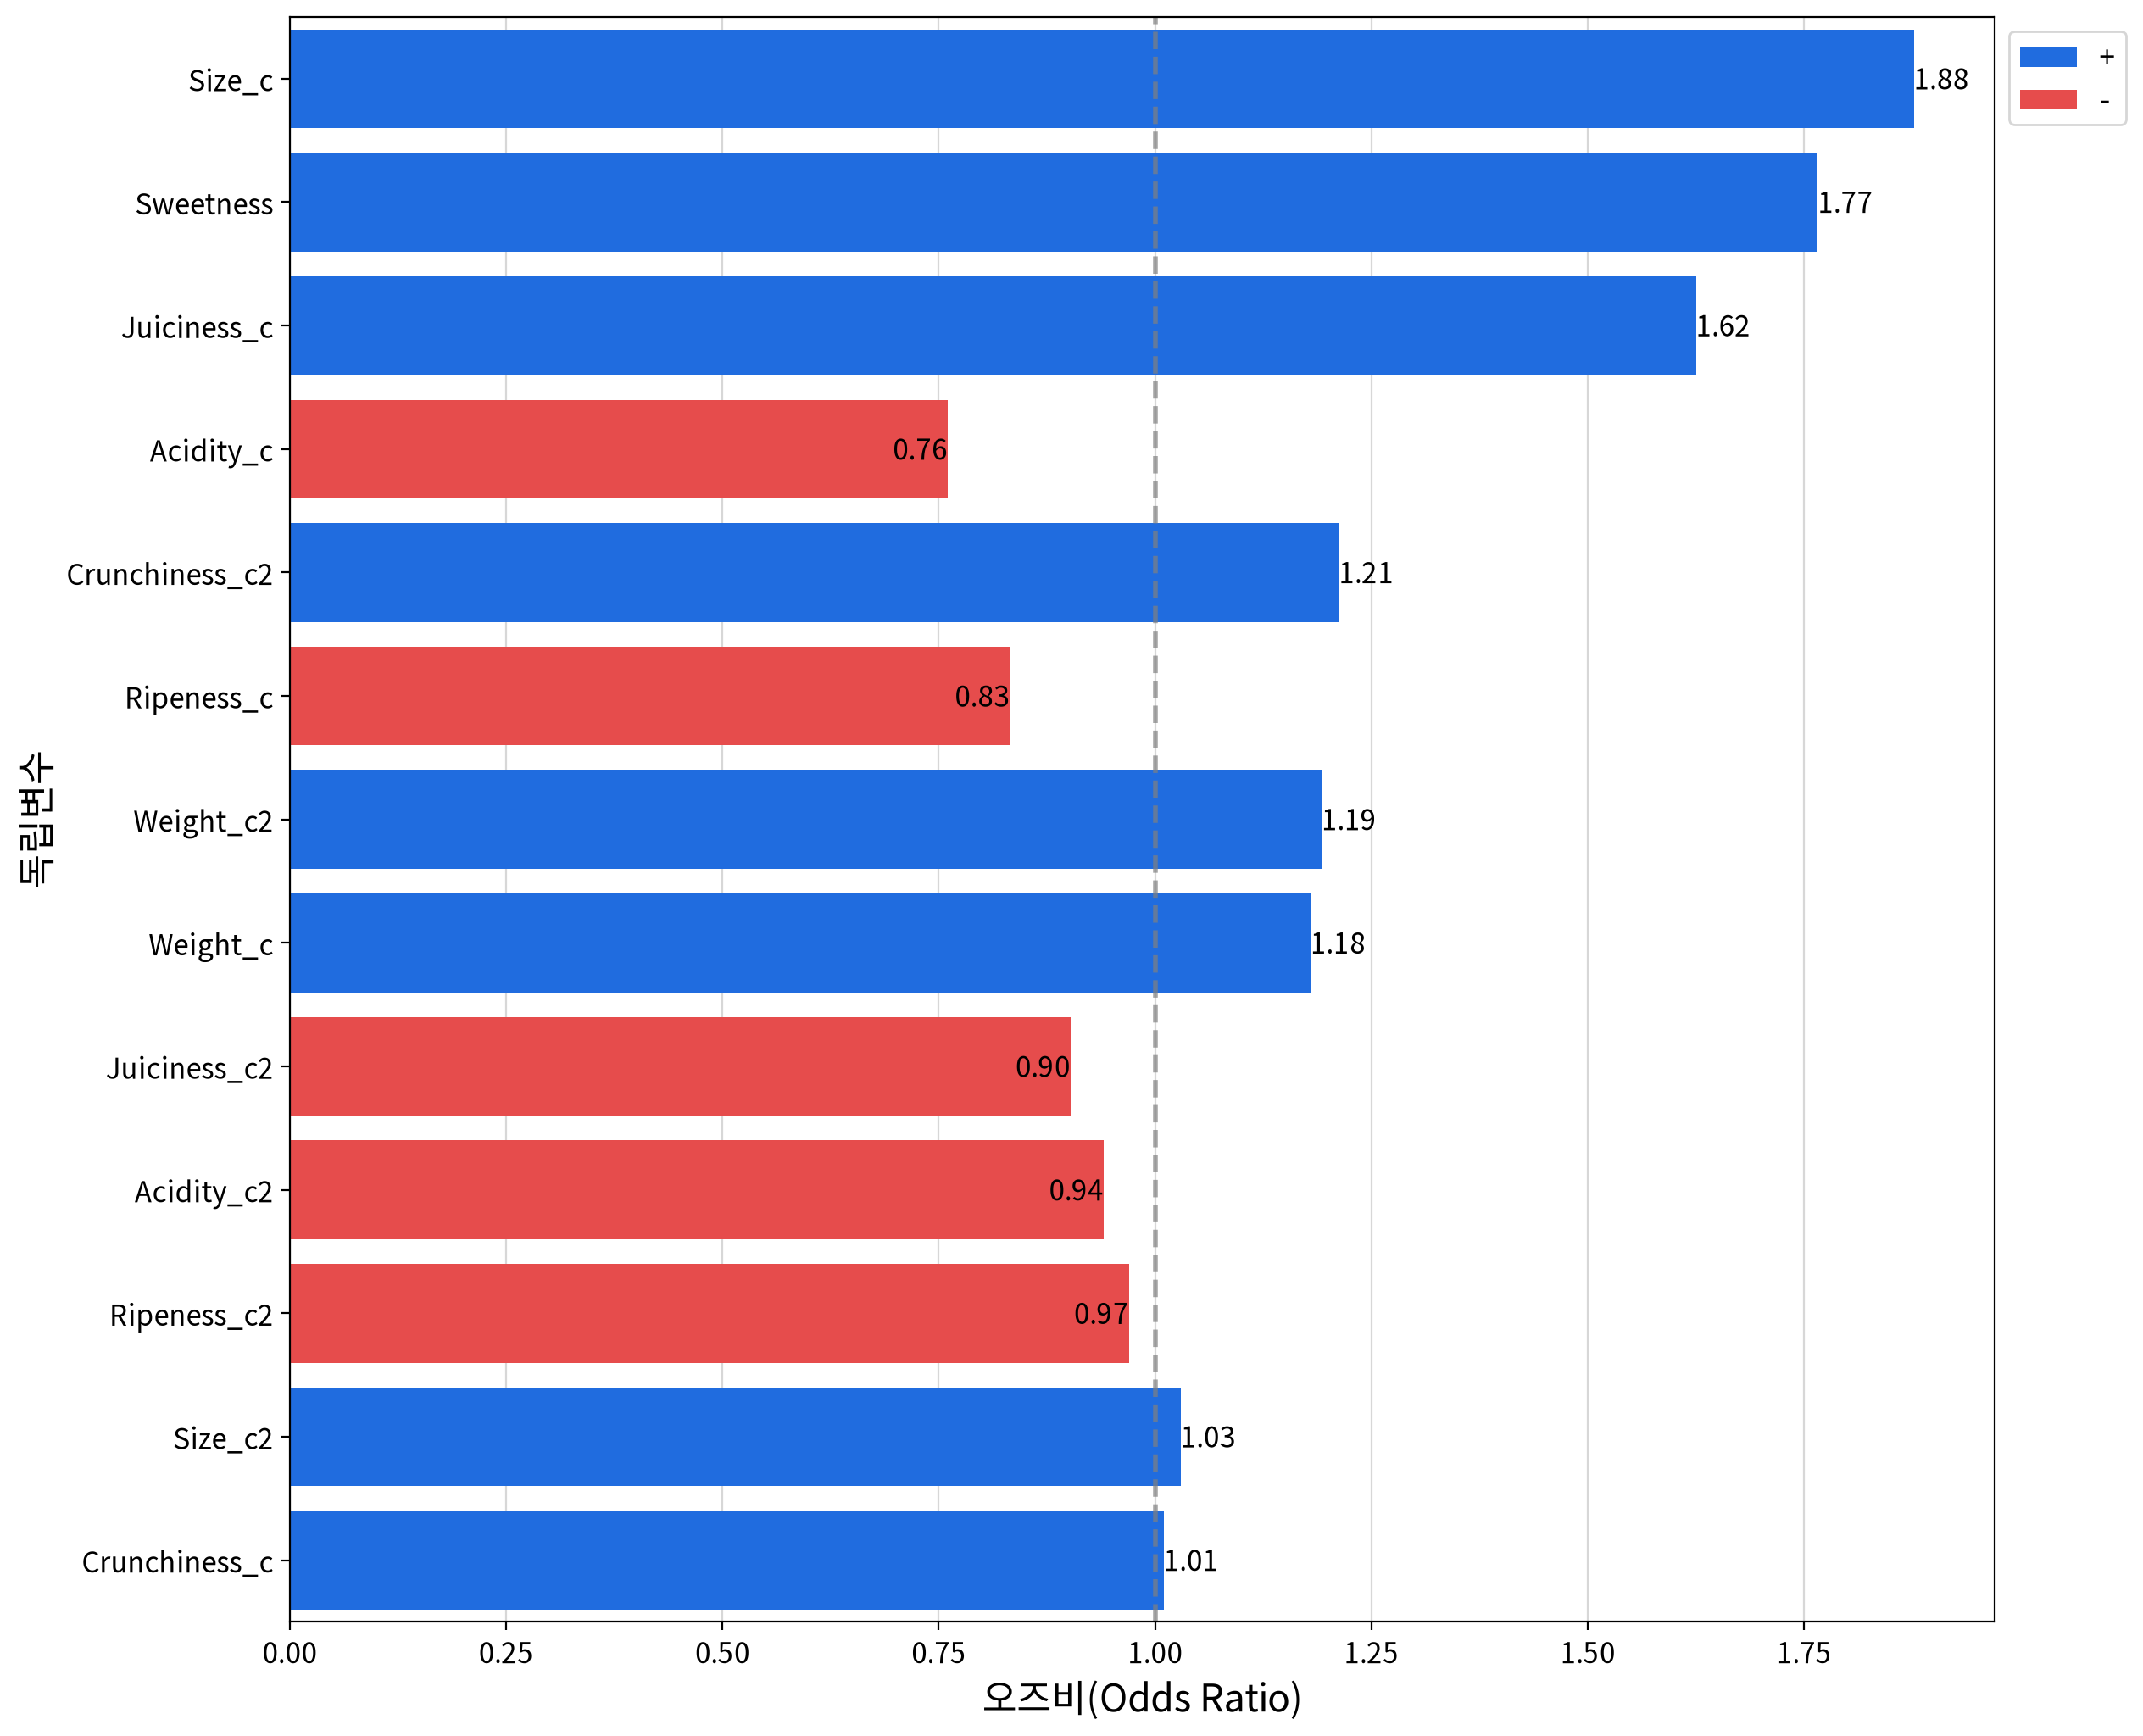 Size_c
1.88
Sweetness
1.77
Juiciness_c
1.62
Acidity_c
0.76
Crunchiness_c2
1.21
Ripeness_c
0.83
Weight_c2
1.19
Weight_c
1.18
Juiciness_c2
0.90
Acidity_c2
0.94
Ripeness_c2
0.97
Size_c2
1.03
Crunchiness_c
1.01
독립변수
0.00 0.25 0.50 0.75 1.00 1.25 1.50 1.75
오즈비(Odds Ratio)
+
-